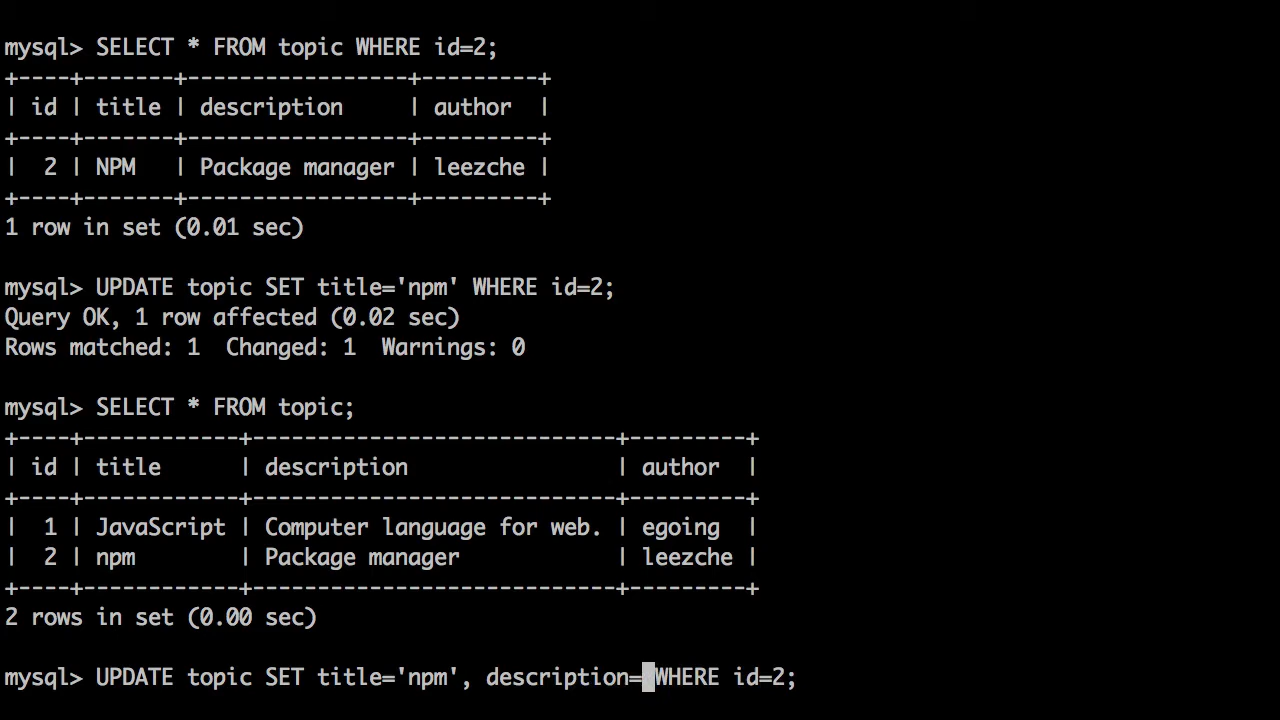 mysql> SELECT * FROM topic WHERE id=2;
+----+-------+-----------------+---------+
| id | title | description     | author  |
+----+-------+-----------------+---------+
|  2 | NPM   | Package manager | leezche |
+----+-------+-----------------+---------+
1 row in set (0.01 sec)
mysql> UPDATE topic SET title='npm' WHERE id=2;
Query OK, 1 row affected (0.02 sec)
Rows matched: 1  Changed: 1  Warnings: 0
mysql> SELECT * FROM topic;
+----+------------+----------------------------+---------+
| id | title      | description                | author  |
+----+------------+----------------------------+---------+
|  1 | JavaScript | Computer language for web. | egoing  |
|  2 | npm        | Package manager            | leezche |
+----+------------+----------------------------+---------+
2 rows in set (0.00 sec)
mysql> UPDATE topic SET title='npm', description= WHERE id=2;